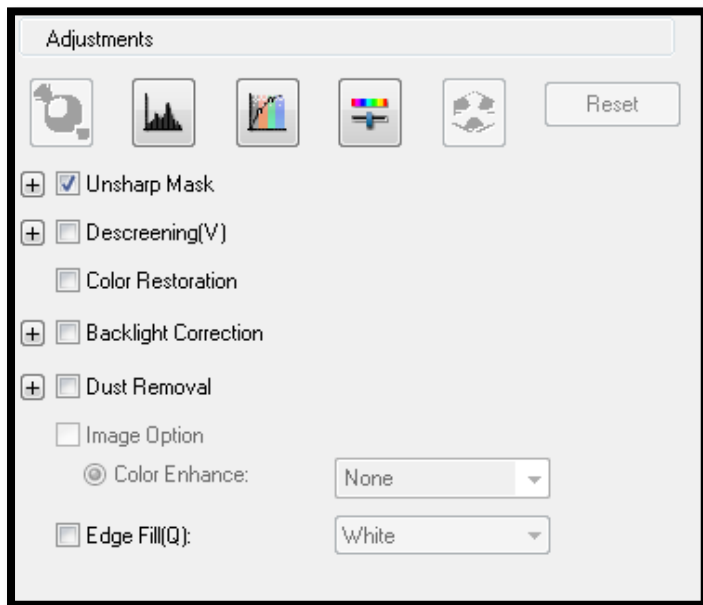 Adjustments
Reset
Unsharp Mask
Descreening(V)
Color Restoration
Backlight Correction
Dust Removal
Image Option
Color Enhance: None
Edge Fill(Q): White